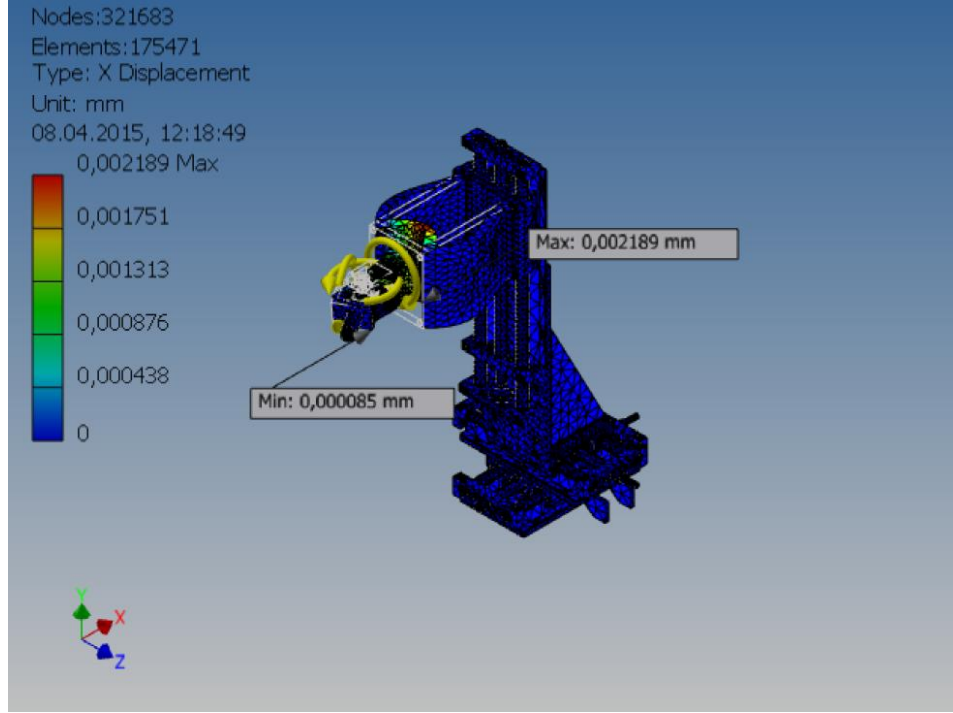 Nodes:321683
Elements:175471
Type: X Displacement
Unit: mm
08.04.2015, 12:18:49
0,002189 Max
0,001751
0,001313
0,000876
0,000438
0
Max: 0,002189 mm
Min: 0,000085 mm
Y
X
Z